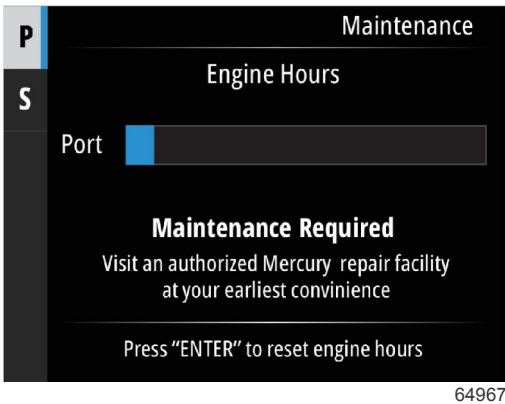 P
S
Maintenance
Engine Hours
Port
Maintenance Required
Visit an authorized Mercury repair facility
at your earliest convinience
Press “ENTER” to reset engine hours
64967